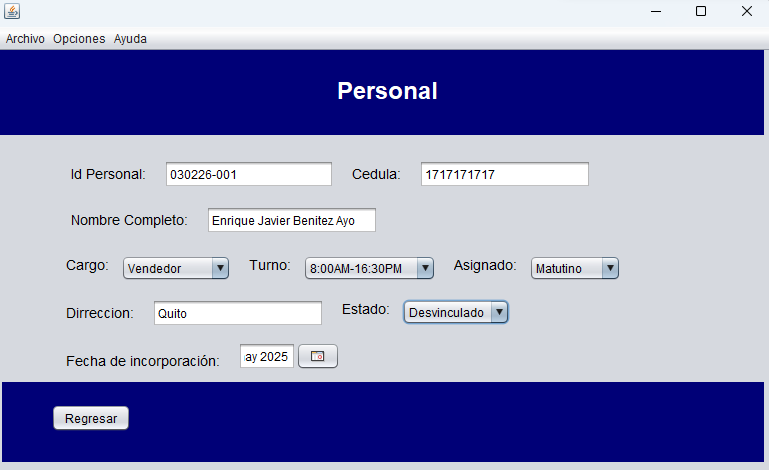 Archivo Opciones Ayuda
Personal
Id Personal: 030226-001 Cedula: 1717171717
Nombre Completo: Enrique Javier Benitez Ayo
Cargo: Vendedor Turno: 8:00AM-16:30PM Asignado: Matutino
Dirreccion: Quito Estado: Desvinculado
Fecha de incorporación: ay 2025
Regresar